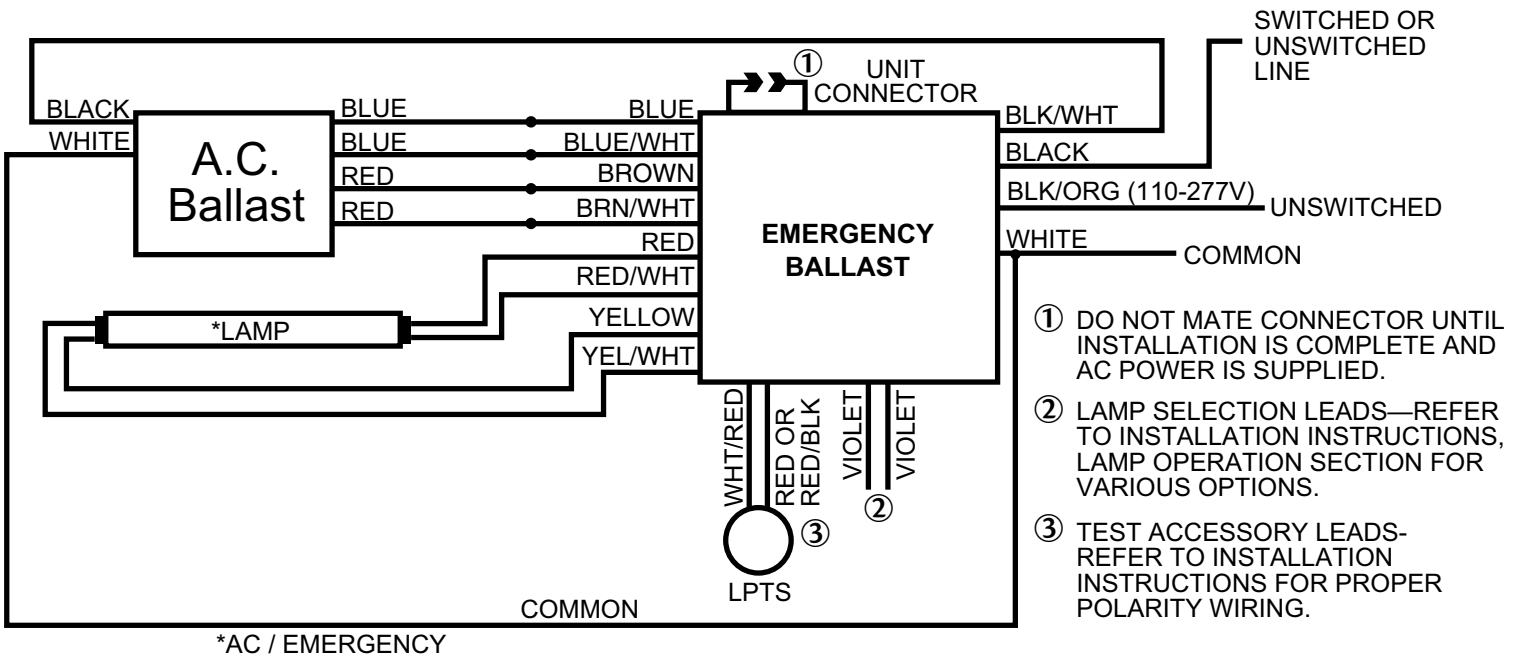 SWITCHED OR
UNSWITCHED
LINE
①
UNIT
CONNECTOR
BLACK
WHITE
A.C.
Ballast
BLUE
BLUE
RED
RED
BLUE
BLUE/WHT
BROWN
BRN/WHT
RED
RED/WHT
YELLOW
YEL/WHT
EMERGENCY
BALLAST
BLK/WHT
BLACK
BLK/ORG (110-277V)
UNSWITCHED
WHITE
COMMON
*LAMP
WHT/RED
RED OR
RED/BLK
VIOLET
VIOLET
②
③
LPTS
COMMON
*AC / EMERGENCY
① DO NOT MATE CONNECTOR UNTIL
INSTALLATION IS COMPLETE AND
AC POWER IS SUPPLIED.
② LAMP SELECTION LEADS—REFER
TO INSTALLATION INSTRUCTIONS,
LAMP OPERATION SECTION FOR
VARIOUS OPTIONS.
③ TEST ACCESSORY LEADS-
REFER TO INSTALLATION
INSTRUCTIONS FOR PROPER
POLARITY WIRING.